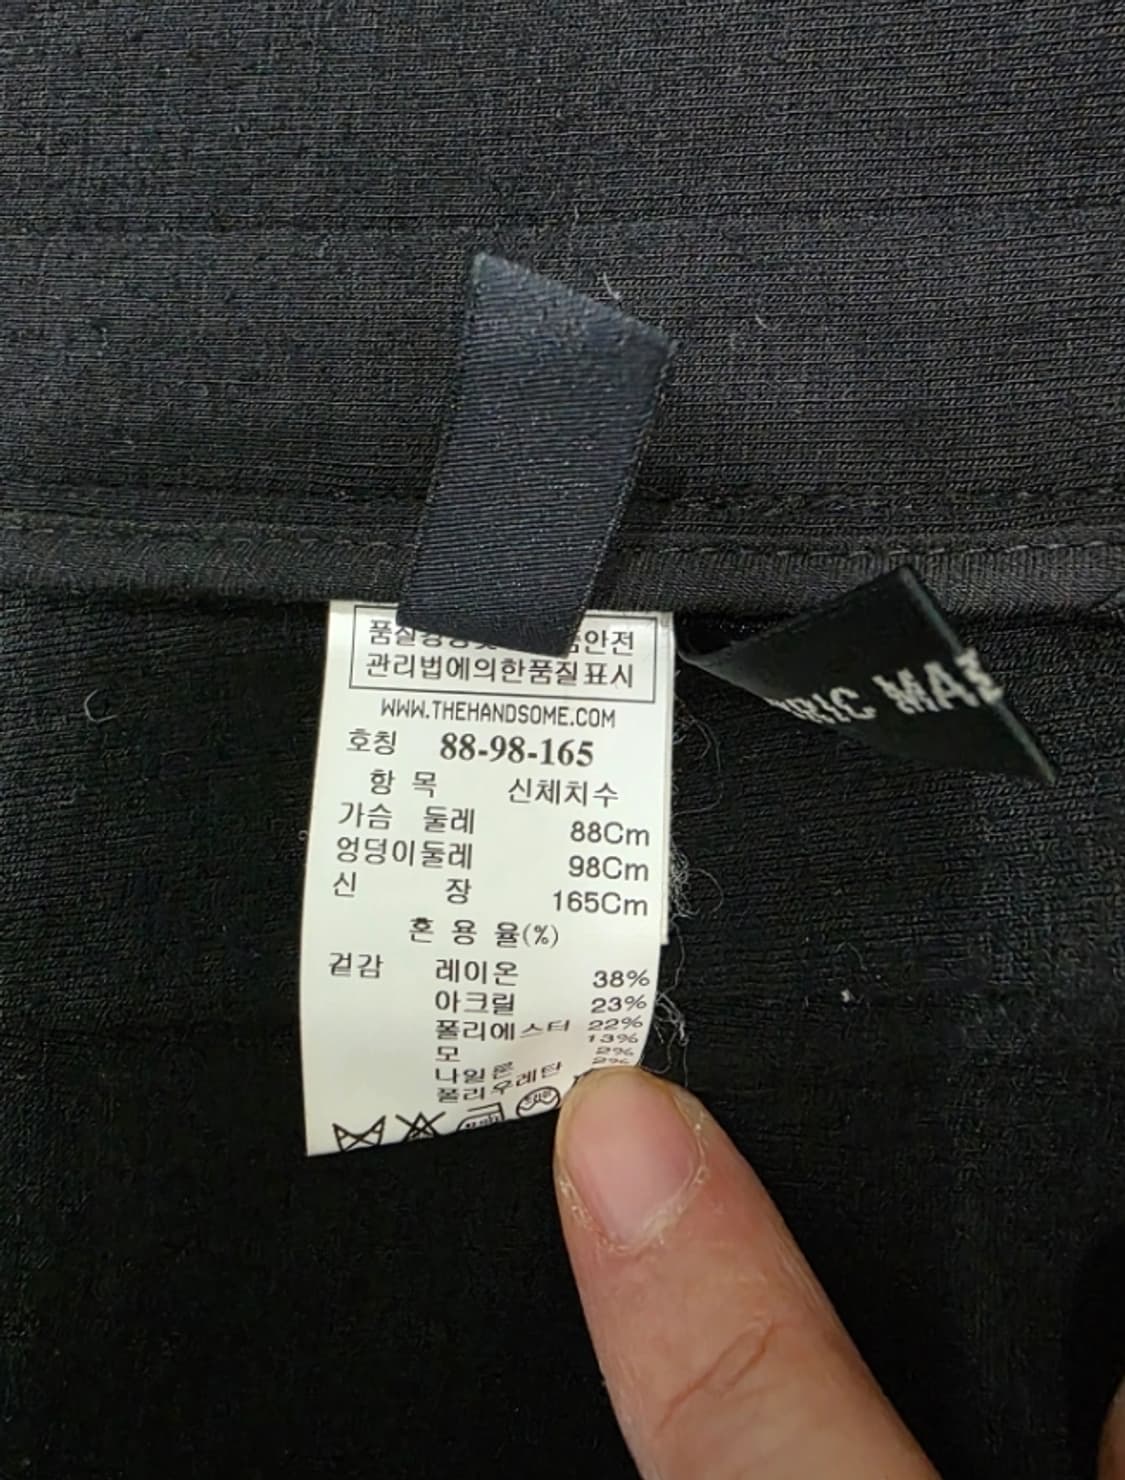 관리법에의한품질표시
WWW.THEHANDSOME.COM
호칭 88-98-165
항 목 신체치수
가슴 둘레 88Cm
엉덩이둘레 98Cm
신 장 165Cm
혼 용 율(%)
겉감 레이온 38%
아크릴 23%
폴리에스터 22%
모 13%
나일론 2%
폴리우레탄 2%